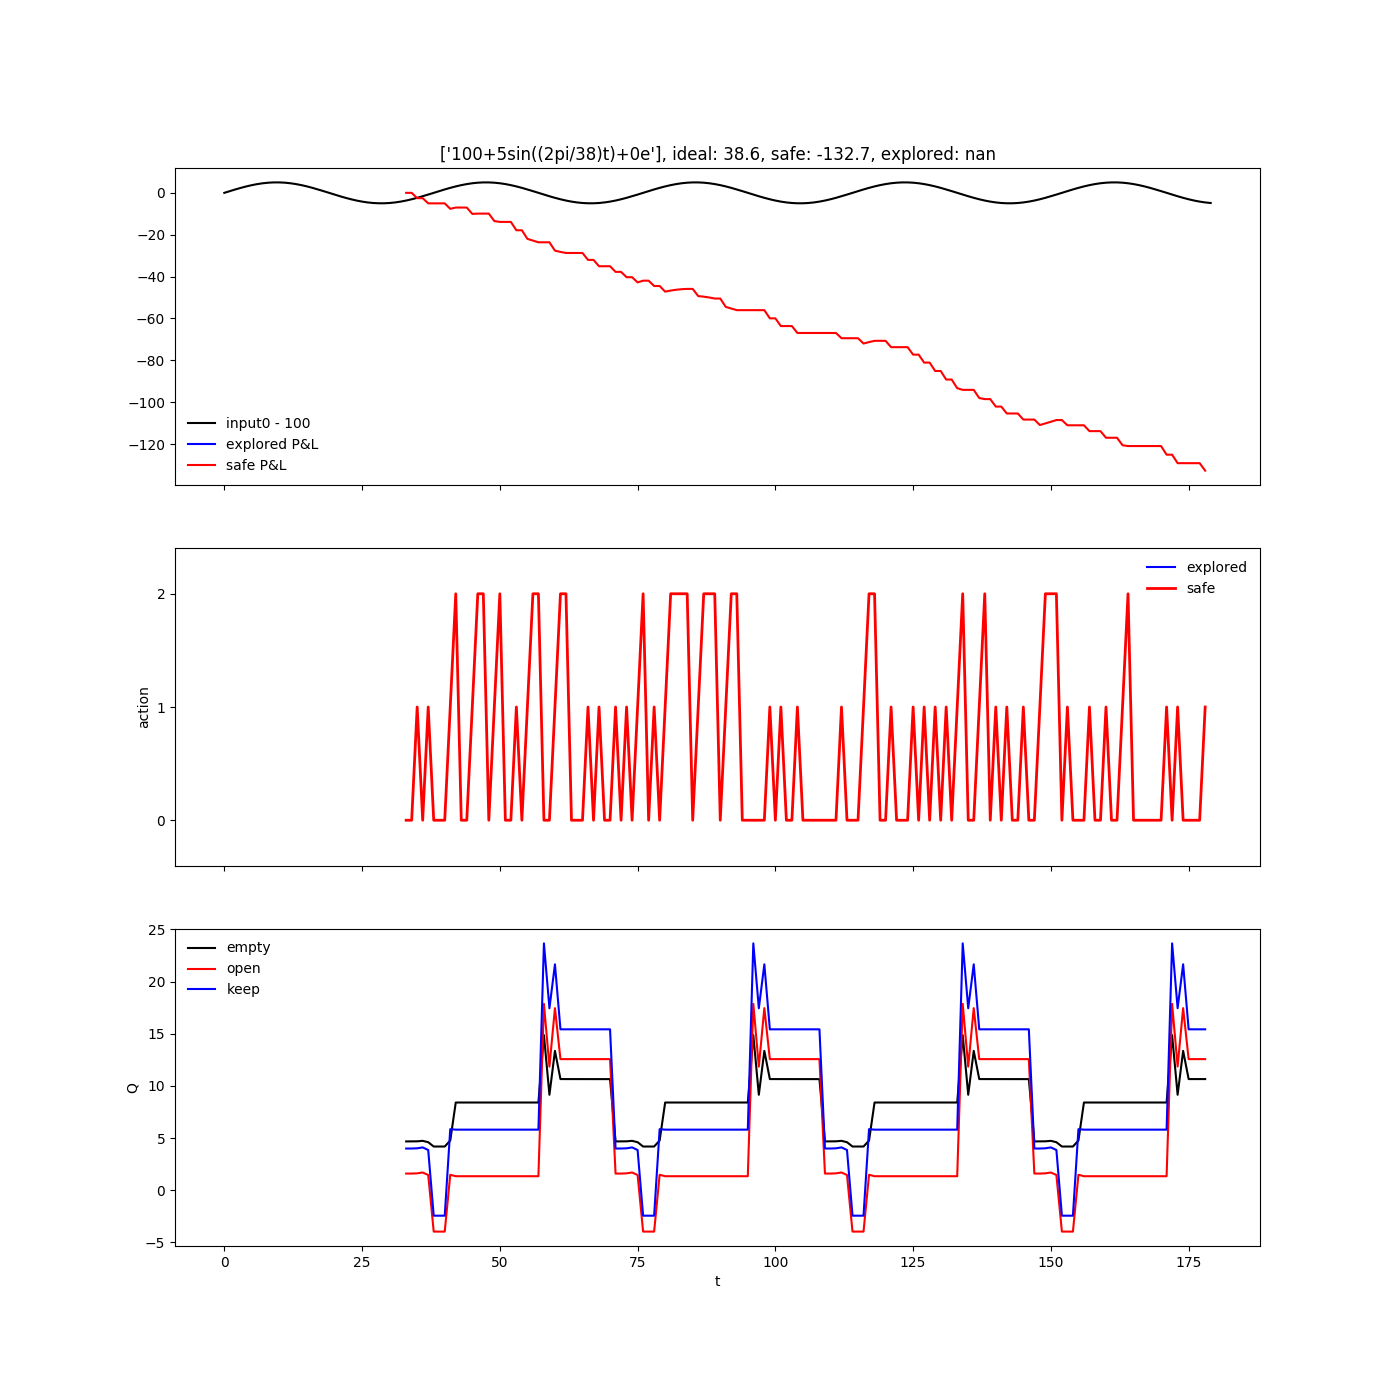 ['100+5sin((2pi/38)t)+0e'], ideal: 38.6, safe: -132.7, explored: nan
0
−20
−40
−60
−80
−100
−120
input0 - 100
explored P&L
safe P&L
2
1
0
action
explored
safe
25
20
15
10
5
0
−5
Q
empty
open
keep
0
25
50
75
100
125
150
175
t